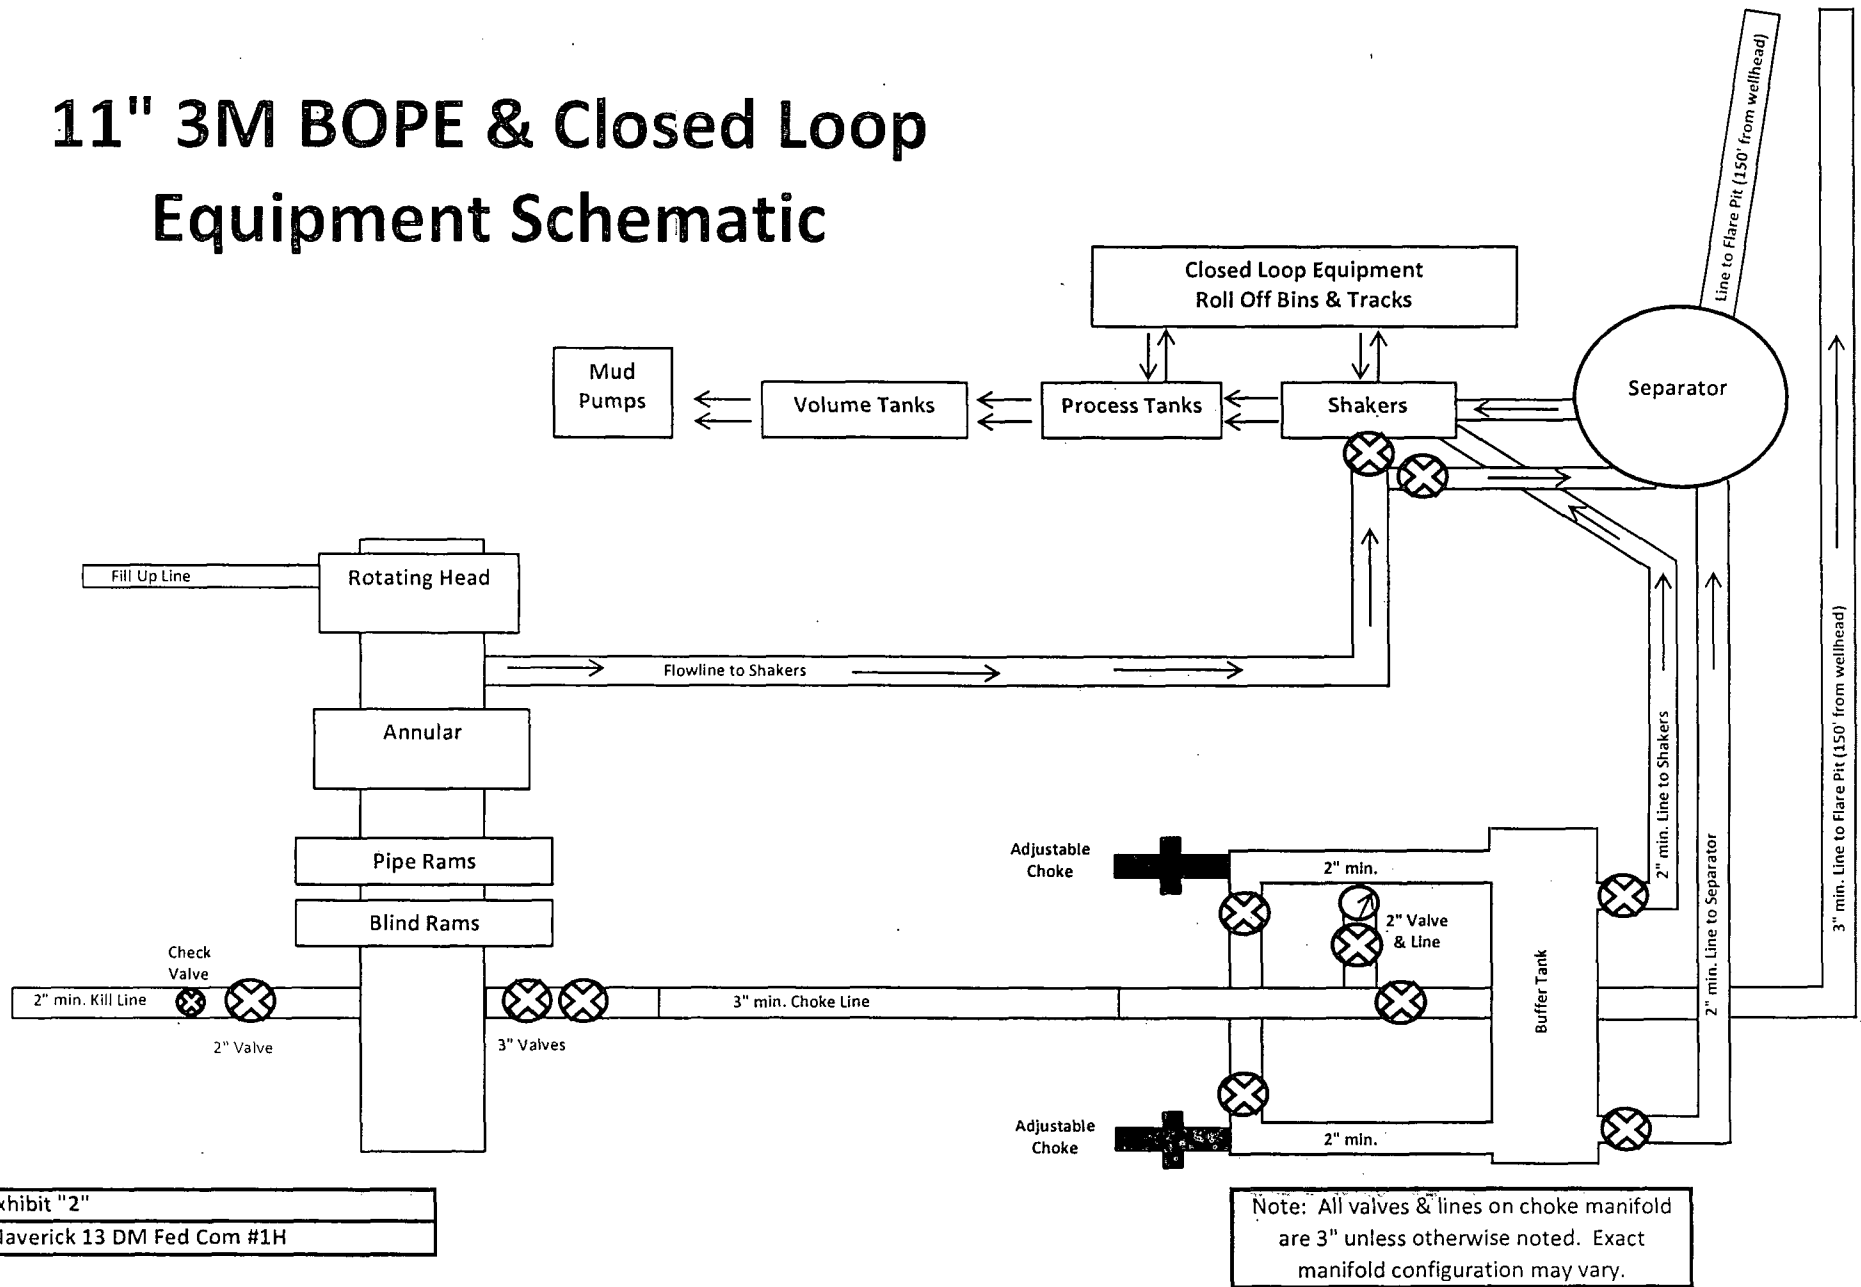 11" 3M BOPE & Closed Loop
Equipment Schematic
Line to Flare Pit (150' from wellhead)
Closed Loop Equipment
Roll Off Bins & Tracks
Mud
Pumps
Volume Tanks
Process Tanks
Shakers
Separator
Fill Up Line
Rotating Head
Flowline to Shakers
Annular
Pipe Rams
Blind Rams
Check
Valve
2" min. Kill Line
2" Valve
3" Valves
3" min. Choke Line
Adjustable
Choke
2" min.
2" Valve
& Line
Buffer Tank
2" min. Line to Shakers
2" min. Line to Separator
3" min. Line to Flare Pit (150' from wellhead)
Adjustable
Choke
2" min.
xhibit "2"
averick 13 DM Fed Com #1H
Note: All valves & lines on choke manifold
are 3" unless otherwise noted. Exact
manifold configuration may vary.